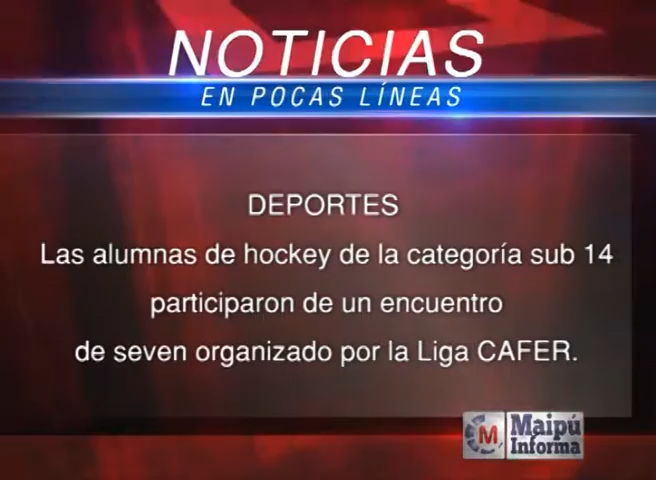 NOTICIAS
EN POCAS LÍNEAS
DEPORTES
Las alumnas de hockey de la categoría sub 14
participaron de un encuentro
de seven organizado por la Liga CAFER.
M Maipú
Informa